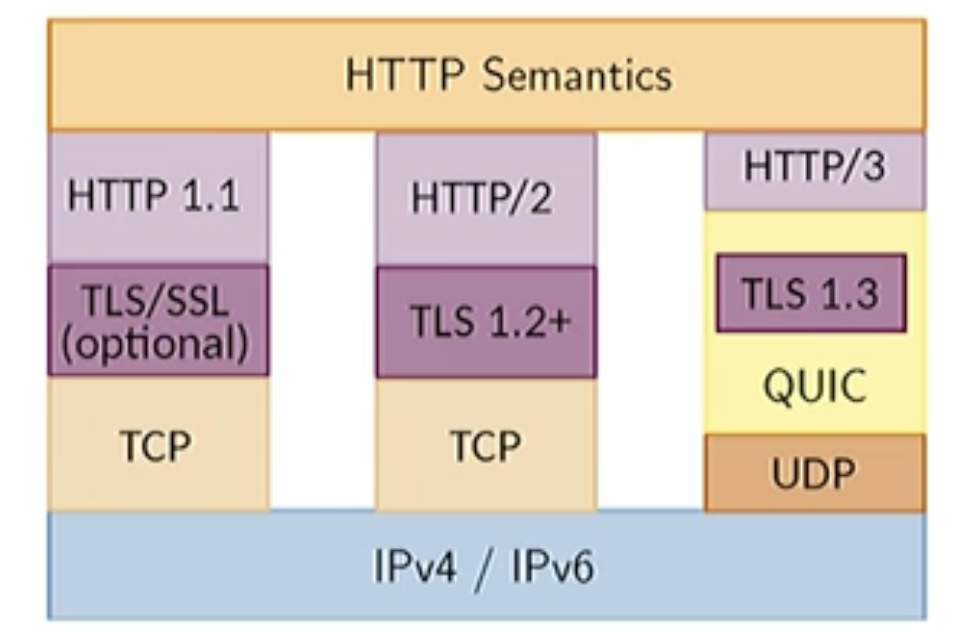 HTTP Semantics
HTTP 1.1
TLS/SSL
(optional)
TCP
HTTP/2
TLS 1.2+
TCP
HTTP/3
TLS 1.3
QUIC
UDP
IPv4 / IPv6